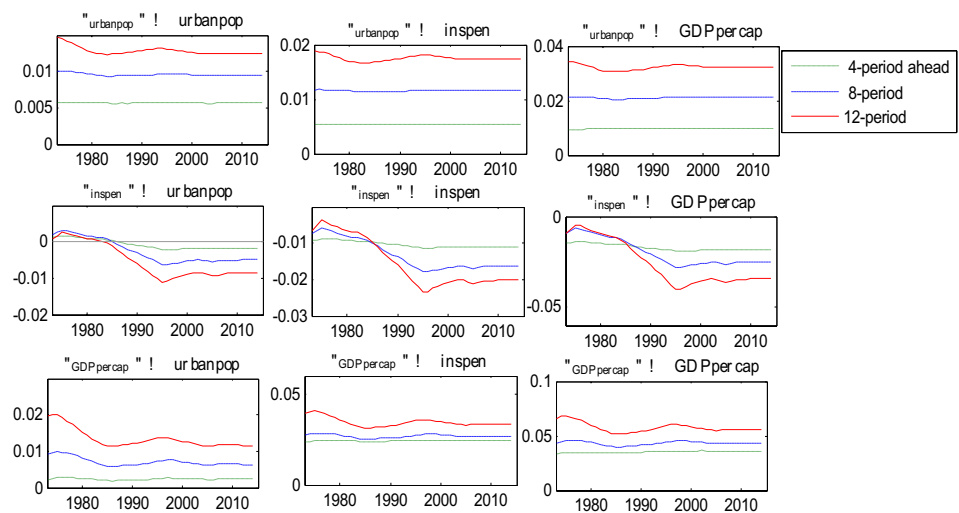 "urbanpop " ! urbanpop
0.01
0.005
0
1980 1990 2000 2010
"urbanpop " ! inspen
0.02
0.01
0
1980 1990 2000 2010
"urbanpop " ! GDPpercap
0.04
0.02
0
1980 1990 2000 2010
4-period ahead
8-period
12-period
"inspen " ! urbanpop
0
-0.01
-0.02
1980 1990 2000 2010
"inspen " ! inspen
-0.01
-0.02
-0.03
1980 1990 2000 2010
"inspen " ! GDPpercap
0
-0.05
1980 1990 2000 2010
"GDPpercap " ! urbanpop
0.02
0.01
0
1980 1990 2000 2010
"GDPpercap " ! inspen
0.05
0
1980 1990 2000 2010
"GDPpercap " ! GDPpercap
0.1
0.05
0
1980 1990 2000 2010